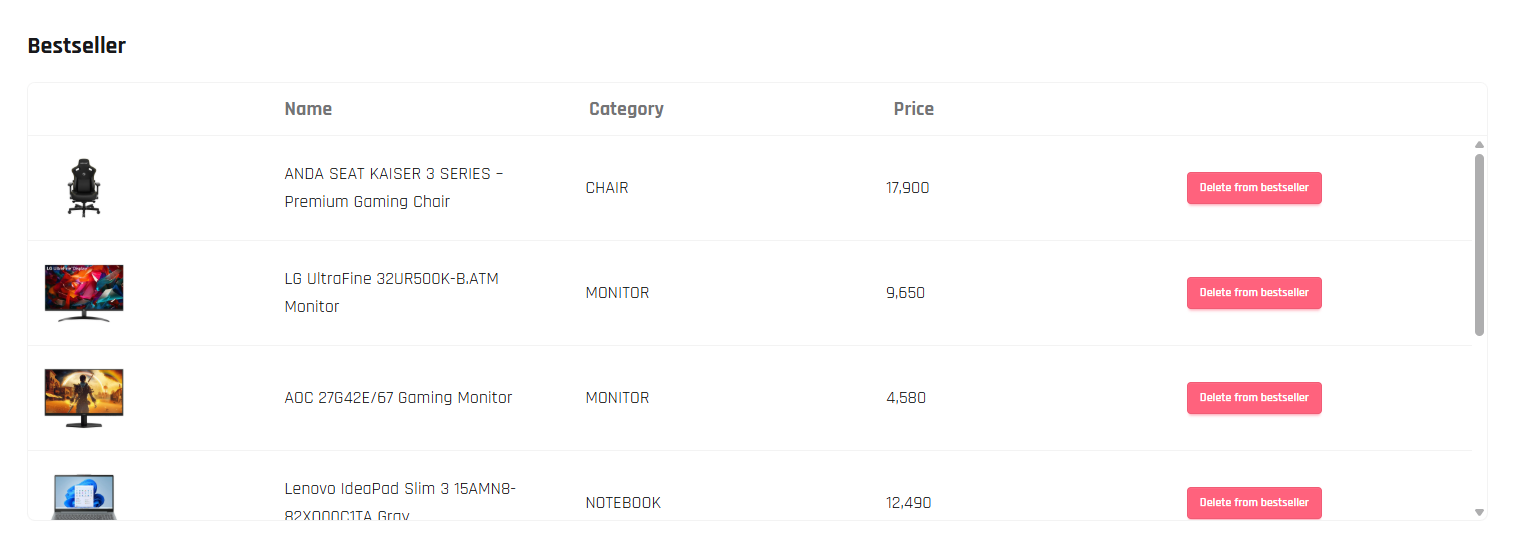 Bestseller
Name Category Price
ANDA SEAT KAISER 3 SERIES –
Premium Gaming Chair
CHAIR 17,900 Delete from bestseller
LG UltraFine Display
LG UltraFine 32UR500K-B.ATM
Monitor
MONITOR 9,650 Delete from bestseller
AOC 27G42E/67 Gaming Monitor MONITOR 4,580 Delete from bestseller
Lenovo IdeaPad Slim 3 15AMN8-
82X000C1TA Gray
NOTEBOOK 12,490 Delete from bestseller